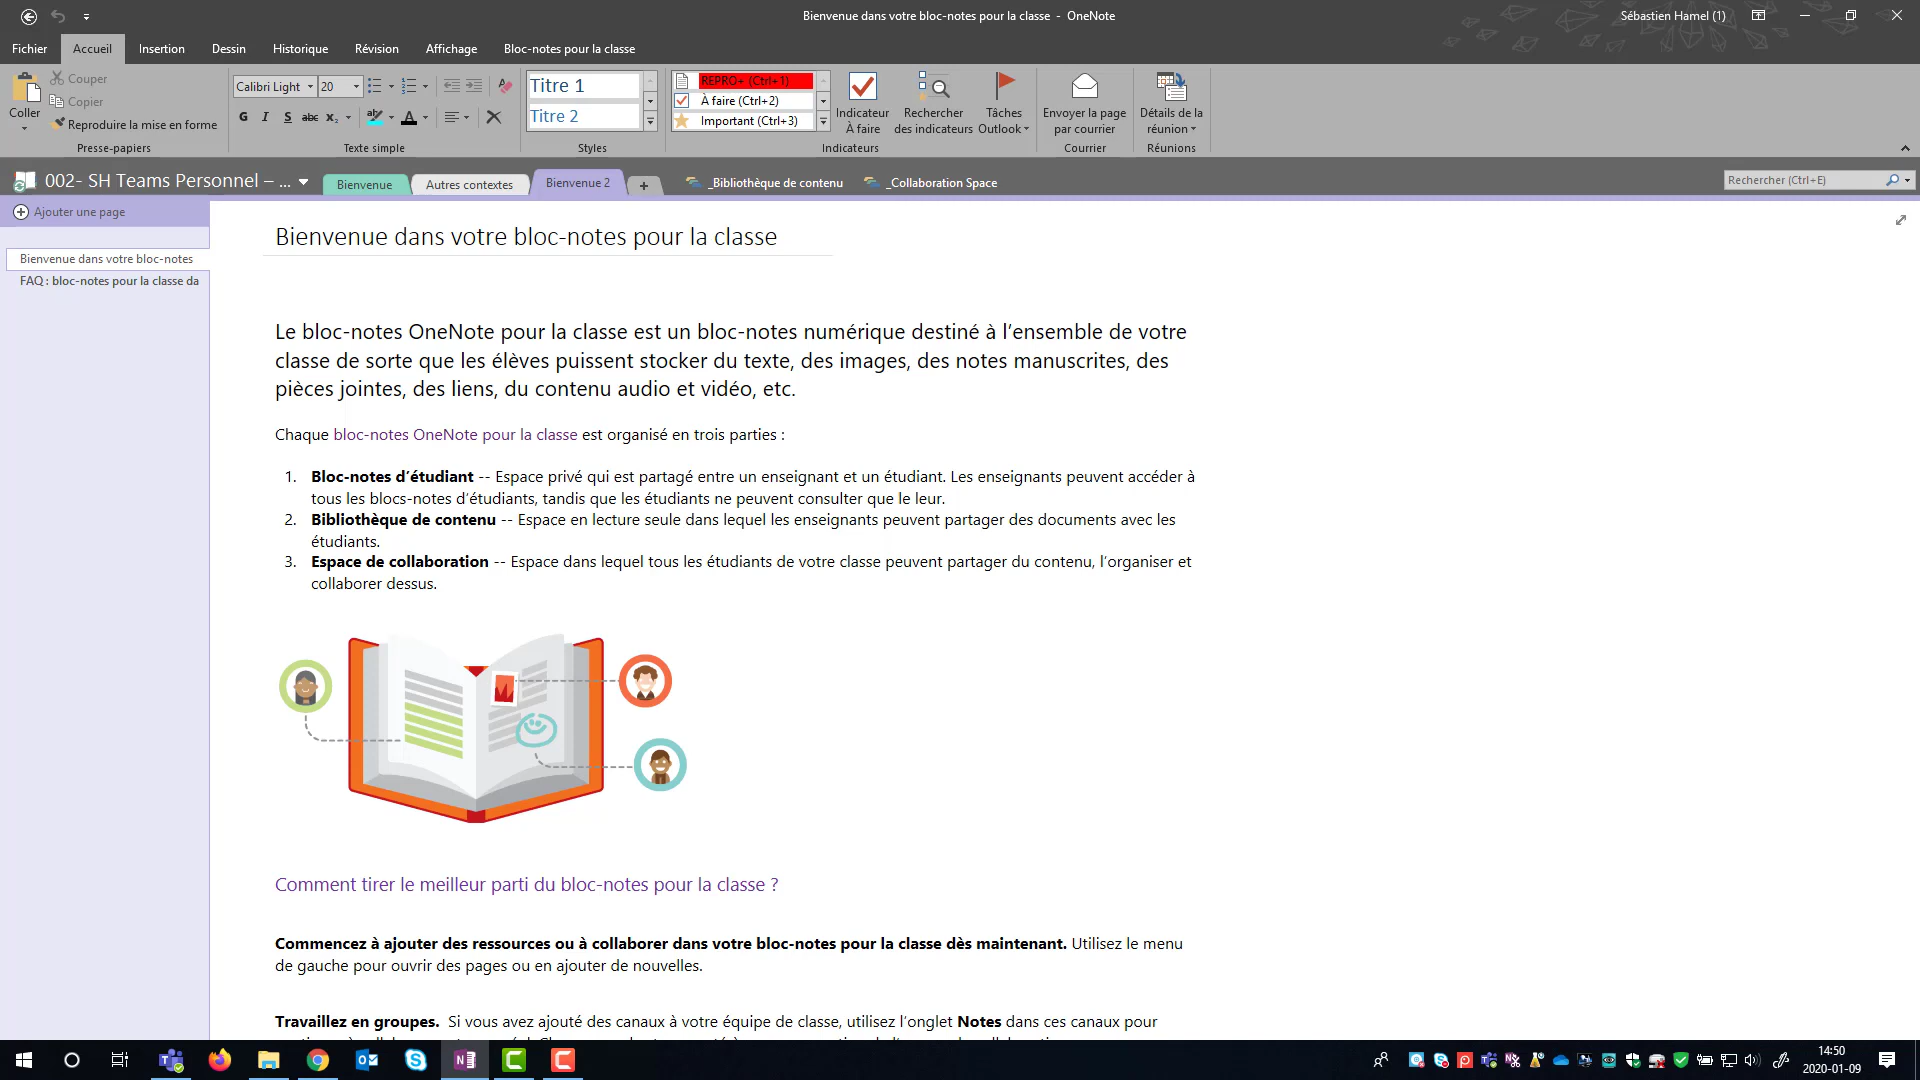 Bienvenue dans votre bloc-notes pour la classe - OneNote
Sébastien Hamel (1)
Fichier
Accueil
Insertion
Dessin
Historique
Révision
Affichage
Bloc-notes pour la classe
Coller
Couper
Copier
Reproduire la mise en forme
Presse-papiers
Calibri Light
20
G I S abc x₂
A
Texte simple
Titre 1
Titre 2
Styles
REPRO+ (Ctrl+1)
À faire (Ctrl+2)
Important (Ctrl+3)
Indicateur
À faire
Rechercher
des indicateurs
Tâches
Outlook
Indicateurs
Envoyer la page
par courrier
Courrier
Détails de la
réunion
Réunions
002- SH Teams Personnel – ...
Bienvenue
Autres contextes
Bienvenue 2
_Bibliothèque de contenu
_Collaboration Space
Rechercher (Ctrl+E)
Ajouter une page
Bienvenue dans votre bloc-notes
FAQ : bloc-notes pour la classe da
Bienvenue dans votre bloc-notes pour la classe
Le bloc-notes OneNote pour la classe est un bloc-notes numérique destiné à l’ensemble de votre
classe de sorte que les élèves puissent stocker du texte, des images, des notes manuscrites, des
pièces jointes, des liens, du contenu audio et vidéo, etc.
Chaque bloc-notes OneNote pour la classe est organisé en trois parties :
1. Bloc-notes d’étudiant -- Espace privé qui est partagé entre un enseignant et un étudiant. Les enseignants peuvent accéder à
tous les blocs-notes d’étudiants, tandis que les étudiants ne peuvent consulter que le leur.
2. Bibliothèque de contenu -- Espace en lecture seule dans lequel les enseignants peuvent partager des documents avec les
étudiants.
3. Espace de collaboration -- Espace dans lequel tous les étudiants de votre classe peuvent partager du contenu, l’organiser et
collaborer dessus.
Comment tirer le meilleur parti du bloc-notes pour la classe ?
Commencez à ajouter des ressources ou à collaborer dans votre bloc-notes pour la classe dès maintenant. Utilisez le menu
de gauche pour ouvrir des pages ou en ajouter de nouvelles.
Travaillez en groupes. Si vous avez ajouté des canaux à votre équipe de classe, utilisez l’onglet Notes dans ces canaux pour
14:50
2020-01-09